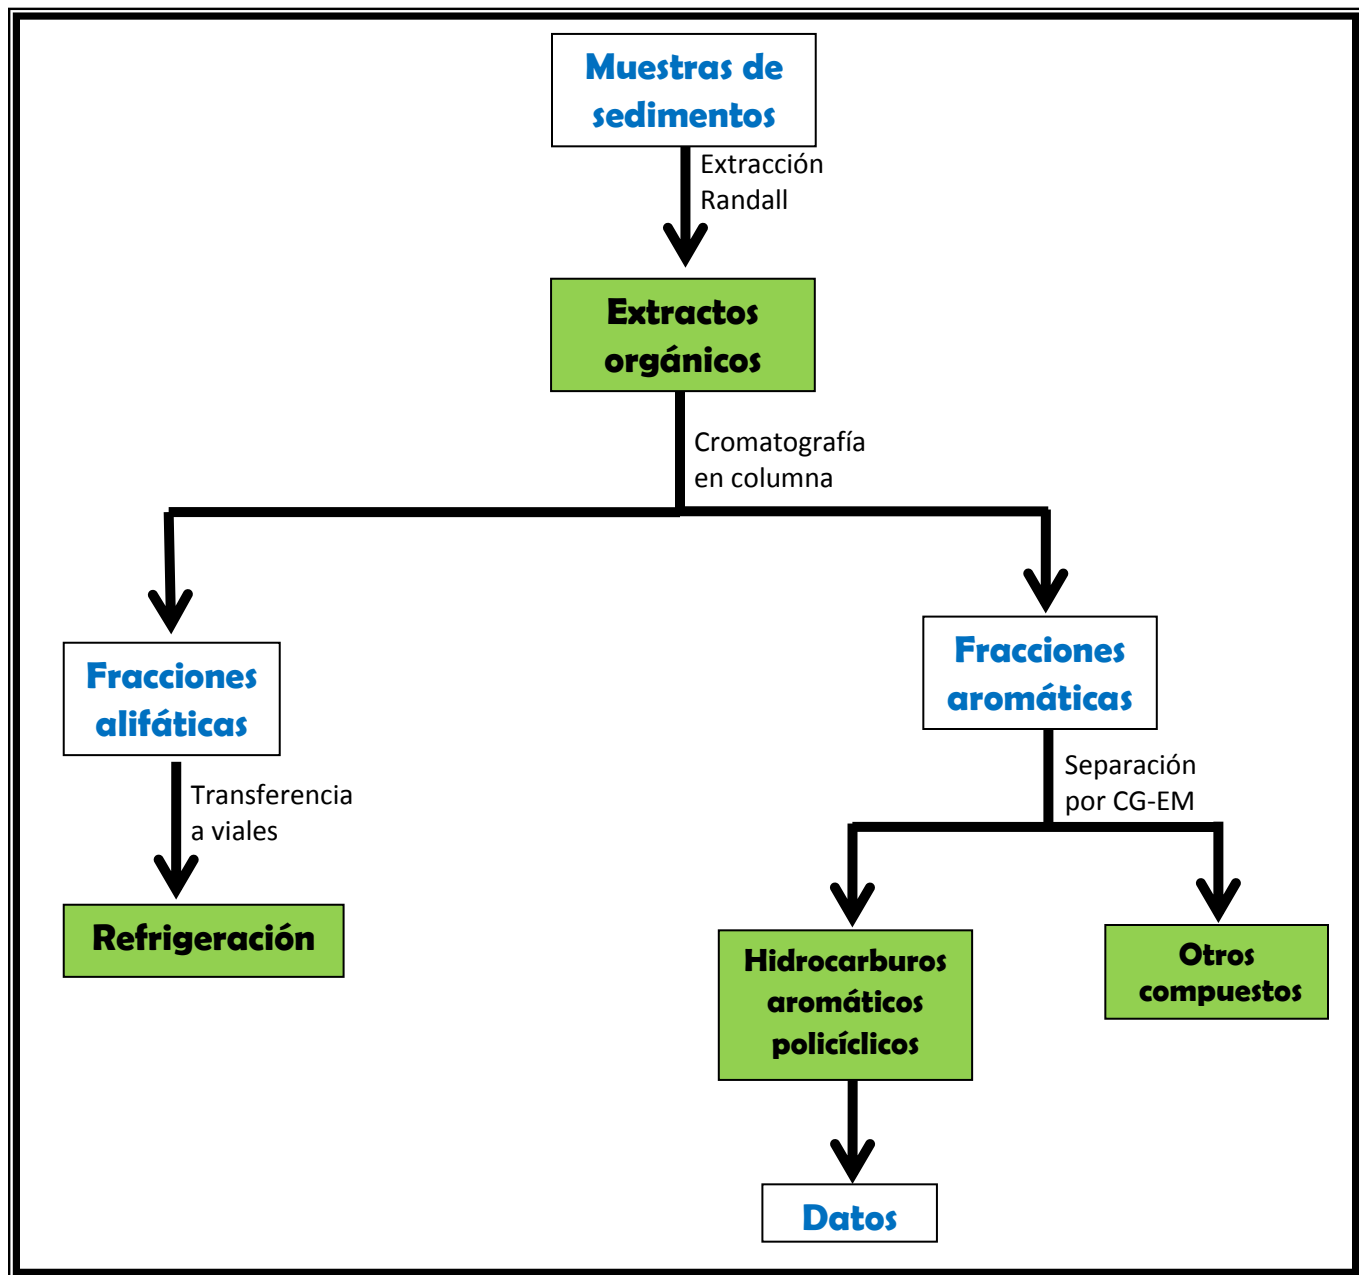 Muestras de
sedimentos
Extracción
Randall
Extractos
orgánicos
Cromatografía
en columna
Fracciones
alifáticas
Fracciones
aromáticas
Transferencia
a viales
Separación
por CG-EM
Refrigeración
Hidrocarburos
aromáticos
policíclicos
Otros
compuestos
Datos